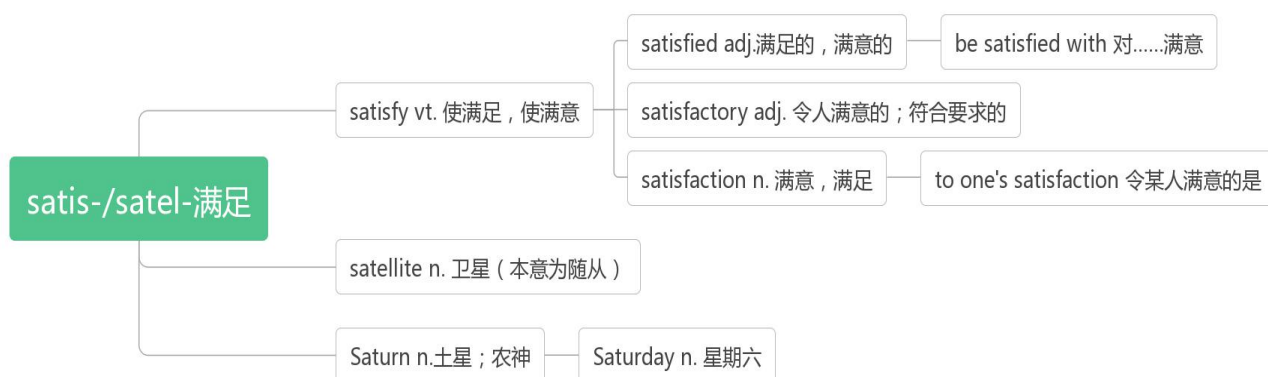 satisfied adj.满足的，满意的
be satisfied with 对......满意
satisfy vt. 使满足，使满意
satisfactory adj. 令人满意的；符合要求的
satisfaction n. 满意，满足
to one's satisfaction 令某人满意的是
satis-/satel-满足
satellite n. 卫星（本意为随从）
Saturn n.土星；农神
Saturday n. 星期六